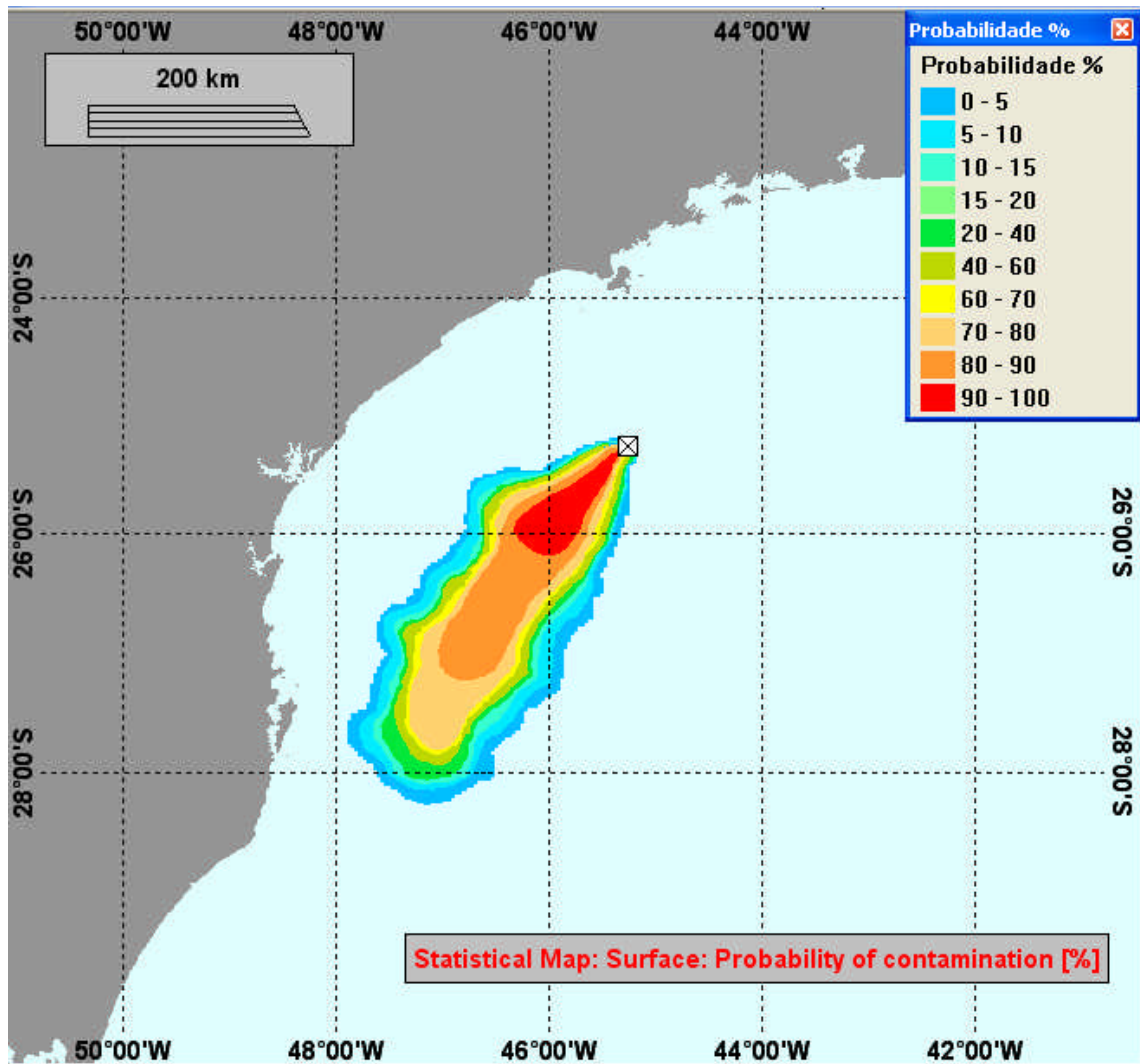 50°00'W 48°00'W 46°00'W 44°00'W
Probabilidade %
200 km
Probabilidade %
0 - 5
5 - 10
10 - 15
15 - 20
20 - 40
40 - 60
60 - 70
70 - 80
80 - 90
90 - 100
24°00'S
26°00'S
26°00'S
28°00'S
28°00'S
Statistical Map: Surface: Probability of contamination [%]
50°00'W 48°00'W 46°00'W 44°00'W 42°00'W